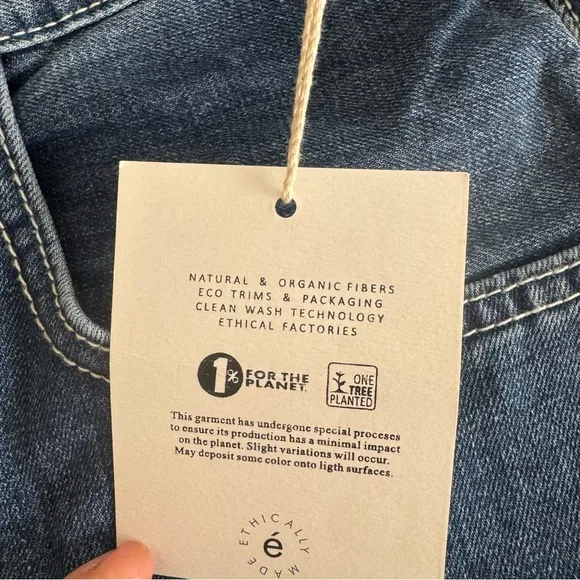 NATURAL & ORGANIC FIBERS
ECO TRIMS & PACKAGING
CLEAN WASH TECHNOLOGY
ETHICAL FACTORIES
1% FOR THE
PLANET.
ONE
TREE
PLANTED
This garment has undergone special proceses
to ensure its production has a minimal impact
on the planet. Slight variations will occur.
May deposit some color onto ligth surfaces.
ETHICALLY MADE
é